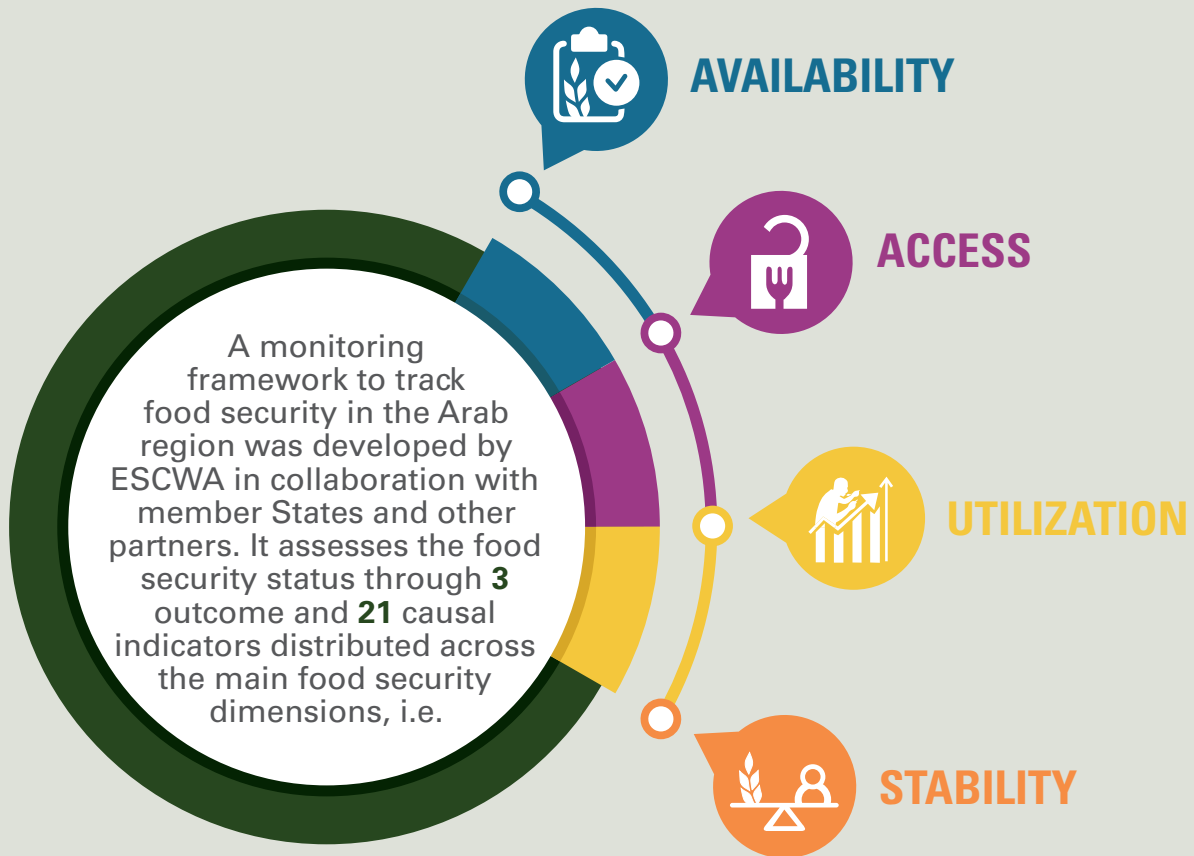 A monitoring
framework to track
food security in the Arab
region was developed by
ESCWA in collaboration with
member States and other
partners. It assesses the food
security status through 3
outcome and 21 causal
indicators distributed across
the main food security
dimensions, i.e.
AVAILABILITY
ACCESS
UTILIZATION
STABILITY